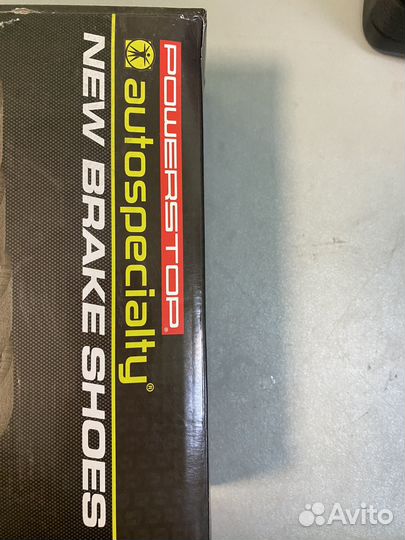 POWERSTOP®
autospecialty®
NEW BRAKE SHOES
Avito